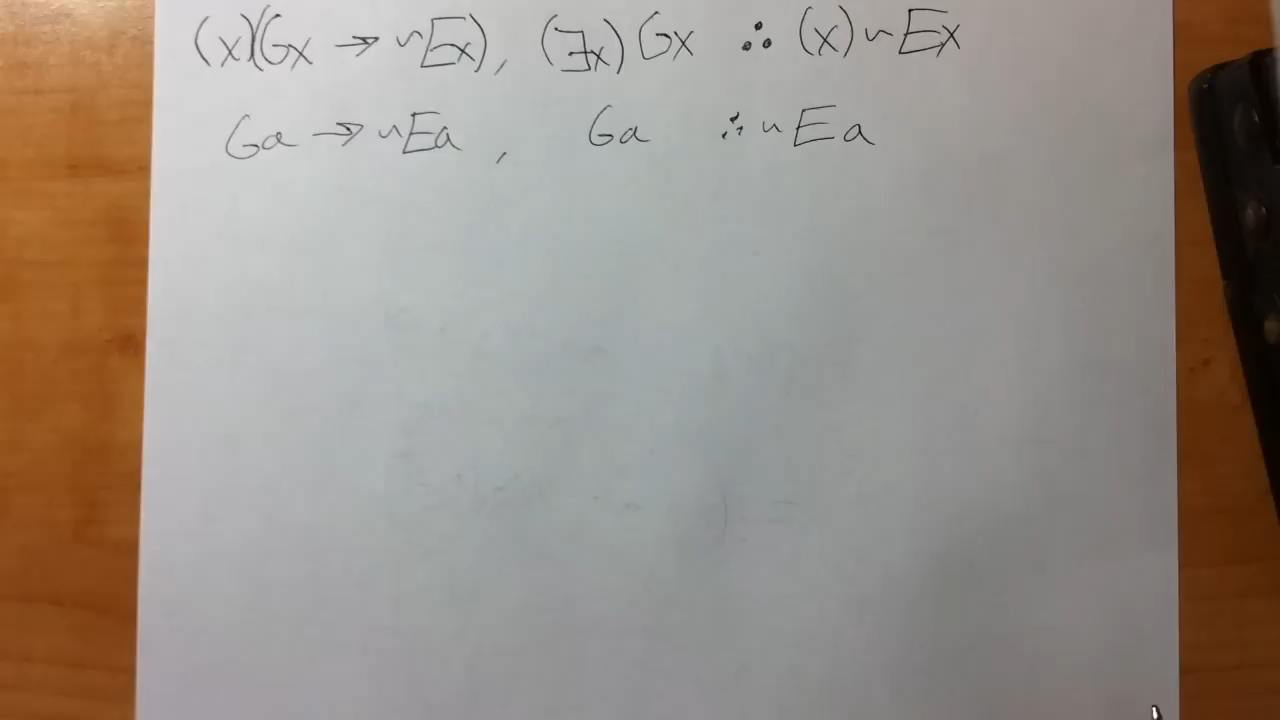 (x)(Gx → ~Ex), (∃x)Gx ∴ (x)~Ex
Ga → ~Ea, Ga ∴ ~Ea